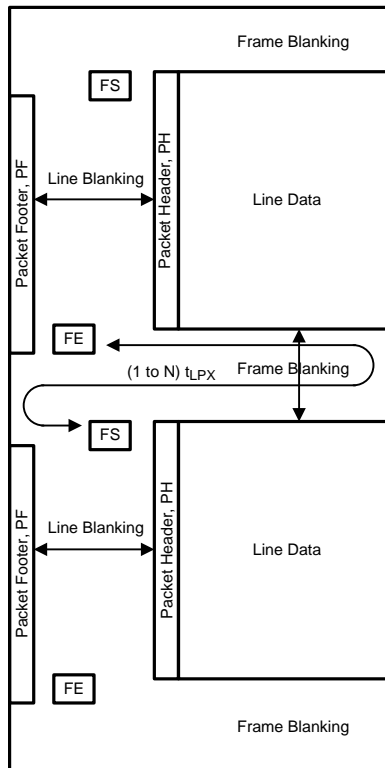 Frame Blanking
FS
Packet Footer, PF
Line Blanking
Packet Header, PH
Line Data
FE
(1 to N) tLPX
Frame Blanking
FS
Packet Footer, PF
Line Blanking
Packet Header, PH
Line Data
FE
Frame Blanking